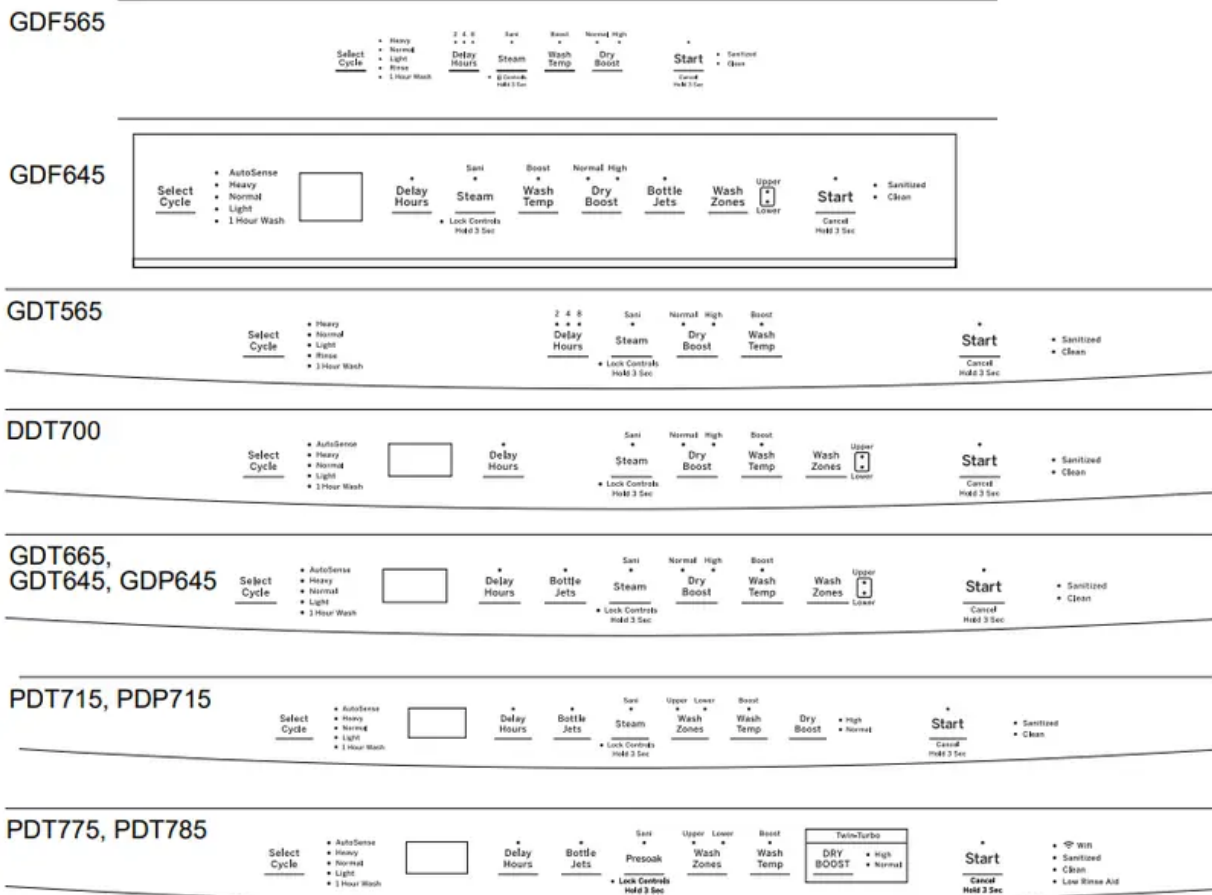 GDF565
2 4 8 Sani Boost Normal High
Select Cycle
Heavy
Normal
Light
Rinse
1 Hour Wash
Delay Hours
Steam
Wash Temp
Dry Boost
Start
Sanitized
Clean
Controls
Hold 3 Sec
Cancel
Hold 3 Sec
GDF645
Sani Boost Normal High
Select Cycle
AutoSense
Heavy
Normal
Light
1 Hour Wash
Delay Hours
Steam
Wash Temp
Dry Boost
Bottle Jets
Wash Zones
Upper
Lower
Start
Sanitized
Clean
Lock Controls
Hold 3 Sec
Cancel
Hold 3 Sec
GDT565
2 4 8 Sani Normal High Boost
Select Cycle
Heavy
Normal
Light
Rinse
1 Hour Wash
Delay Hours
Steam
Dry Boost
Wash Temp
Start
Sanitized
Clean
Lock Controls
Hold 3 Sec
Cancel
Hold 3 Sec
DDT700
Sani Normal High Boost
Select Cycle
AutoSense
Heavy
Normal
Light
1 Hour Wash
Delay Hours
Steam
Dry Boost
Wash Temp
Wash Zones
Upper
Lower
Start
Sanitized
Clean
Lock Controls
Hold 3 Sec
Cancel
Hold 3 Sec
GDT665,
GDT645, GDP645
Sani Normal High Boost
Select Cycle
AutoSense
Heavy
Normal
Light
1 Hour Wash
Delay Hours
Bottle Jets
Steam
Dry Boost
Wash Temp
Wash Zones
Upper
Lower
Start
Sanitized
Clean
Lock Controls
Hold 3 Sec
Cancel
Hold 3 Sec
PDT715, PDP715
Sani Upper Lower Boost
Select Cycle
AutoSense
Heavy
Normal
Light
1 Hour Wash
Delay Hours
Bottle Jets
Steam
Wash Zones
Wash Temp
Dry Boost
High
Normal
Start
Sanitized
Clean
Lock Controls
Hold 3 Sec
Cancel
Hold 3 Sec
PDT775, PDT785
Sani Upper Lower Boost
Select Cycle
AutoSense
Heavy
Normal
Light
1 Hour Wash
Delay Hours
Bottle Jets
Presoak
Wash Zones
Wash Temp
Twin Turbo
DRY BOOST
High
Normal
Start
Wifi
Sanitized
Clean
Low Rinse Aid
Lock Controls
Hold 3 Sec
Cancel
Hold 3 Sec